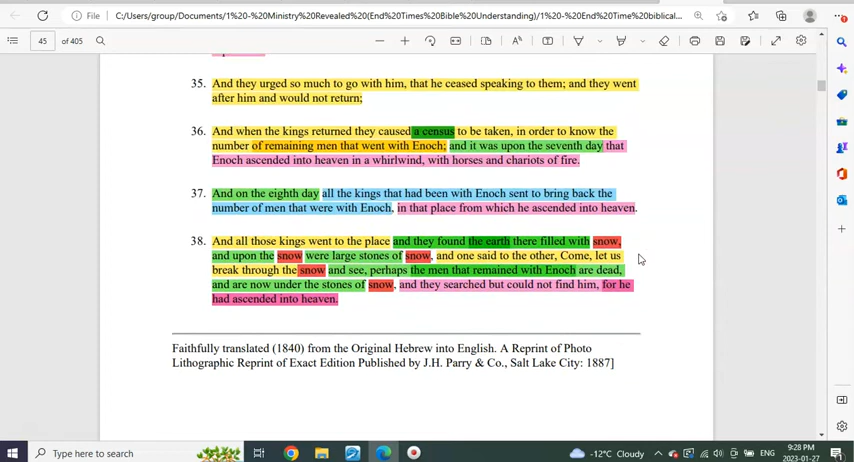 File
C:/Users/group/Documents/1%20-%20Ministry%20Revealed%20(End%20Times%20Bible%20Understanding)/1%20-%20END%20Time%20biblical...
45 of 405
35. And they urged so much to go with him, that he ceased speaking to them; and they went
after him and would not return;
36. And when the kings returned they caused a census to be taken, in order to know the
number of remaining men that went with Enoch; and it was upon the seventh day that
Enoch ascended into heaven in a whirlwind, with horses and chariots of fire.
37. And on the eighth day all the kings that had been with Enoch sent to bring back the
number of men that were with Enoch, in that place from which he ascended into heaven.
38. And all those kings went to the place and they found the earth there filled with snow,
and upon the snow were large stones of snow, and one said to the other, Come, let us
break through the snow and see, perhaps the men that remained with Enoch are dead,
and are now under the stones of snow, and they searched but could not find him, for he
had ascended into heaven.
Faithfully translated (1840) from the Original Hebrew into English. A Reprint of Photo
Lithographic Reprint of Exact Edition Published by J.H. Parry & Co., Salt Lake City: 1887]
Type here to search
-12°C Cloudy
ENG
9:28 PM
2023-01-27